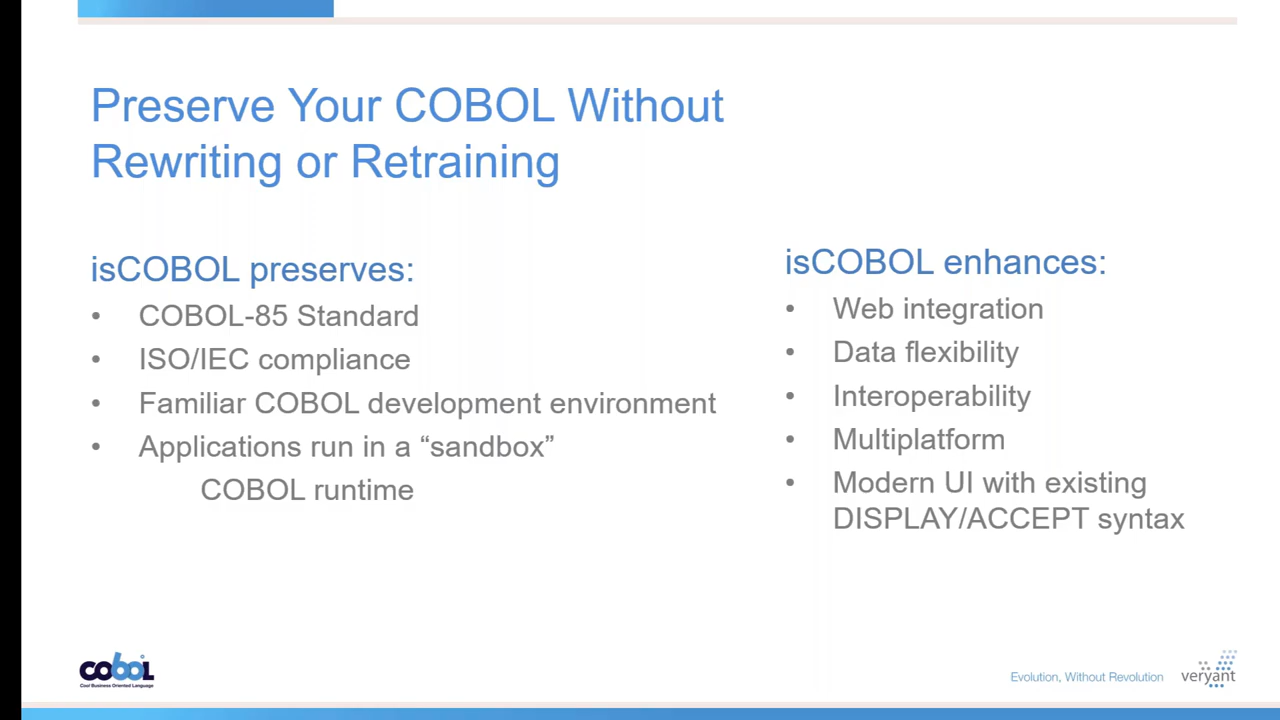 Preserve Your COBOL Without
Rewriting or Retraining
isCOBOL preserves:
• COBOL-85 Standard
• ISO/IEC compliance
• Familiar COBOL development environment
• Applications run in a “sandbox”
COBOL runtime
isCOBOL enhances:
• Web integration
• Data flexibility
• Interoperability
• Multiplatform
• Modern UI with existing
DISPLAY/ACCEPT syntax
cobol
Cool Business Oriented Language
Evolution, Without Revolution
veryant